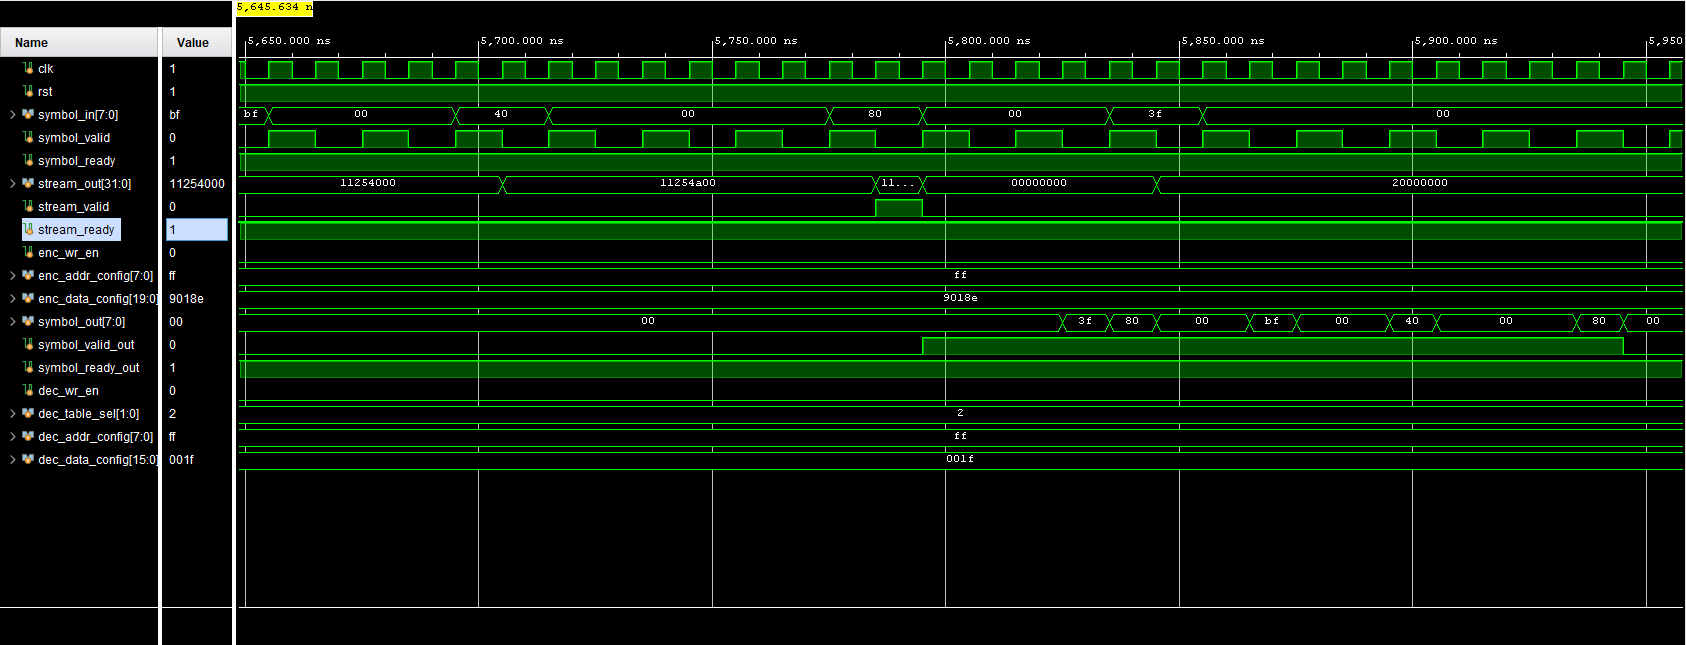 5,645.634 n
Name Value
5,650.000 ns 5,700.000 ns 5,750.000 ns 5,800.000 ns 5,850.000 ns 5,900.000 ns 5,950
clk 1
rst 1
symbol_in[7:0] bf bf 00 40 00 80 00 3f 00
symbol_valid 0
symbol_ready 1
stream_out[31:0] 11254000 11254000 11254a00 11... 00000000 20000000
stream_valid 0
stream_ready 1
enc_wr_en 0
enc_addr_config[7:0] ff ff
enc_data_config[19:0] 9018e 9018e
symbol_out[7:0] 00 00 3f 80 00 bf 00 40 00 80 00
symbol_valid_out 0
symbol_ready_out 1
dec_wr_en 0
dec_table_sel[1:0] 2 2
dec_addr_config[7:0] ff ff
dec_data_config[15:0] 001f 001f